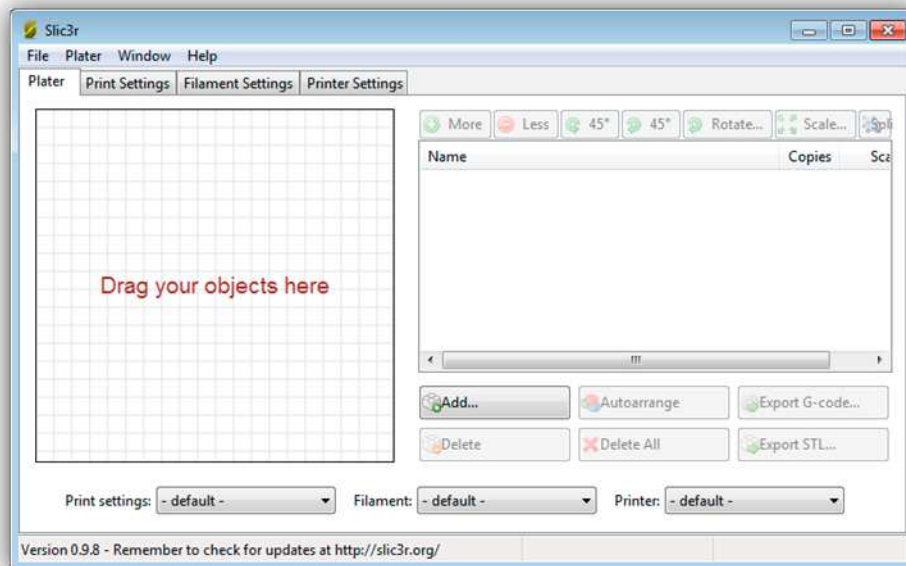 Slic3r
File Plater Window Help
Plater Print Settings Filament Settings Printer Settings
More Less 45° 45° Rotate... Scale... Spli
Name Copies Sca
Drag your objects here
Add... Autoarrange Export G-code...
Delete Delete All Export STL...
Print settings: - default - Filament: - default - Printer: - default -
Version 0.9.8 - Remember to check for updates at http://slic3r.org/